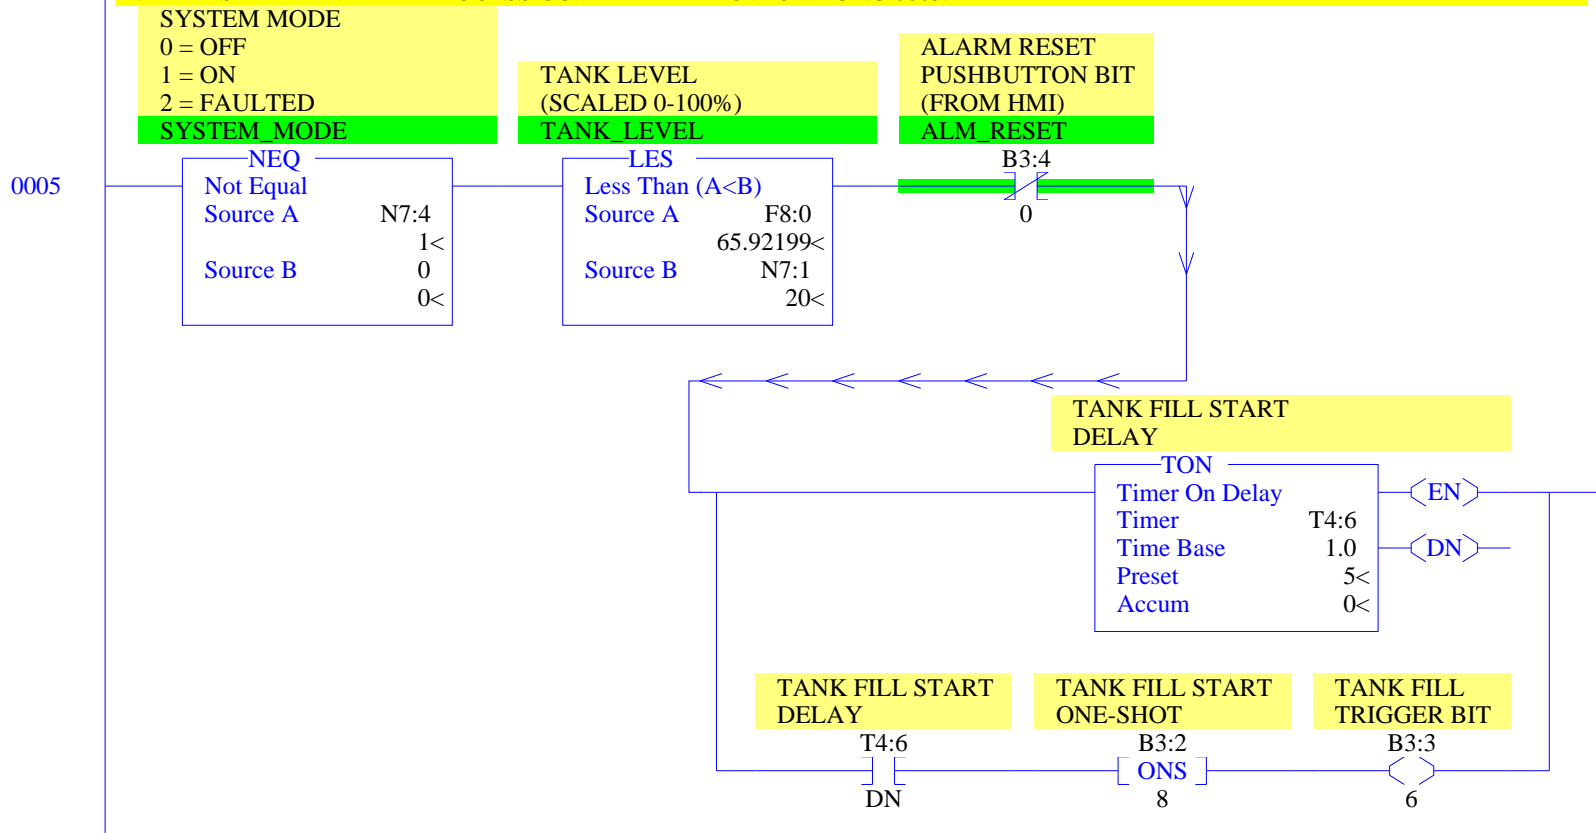 SYSTEM MODE
0 = OFF
1 = ON
2 = FAULTED
SYSTEM_MODE
TANK LEVEL
(SCALED 0-100%)
TANK_LEVEL
ALARM RESET
PUSHBUTTON BIT
(FROM HMI)
ALM_RESET
0005
NEQ
Not Equal
Source A N7:4
1<
Source B 0
0<
LES
Less Than (A<B)
Source A F8:0
65.92199<
Source B N7:1
20<
B3:4
0
TANK FILL START
DELAY
TON
Timer On Delay
Timer T4:6
Time Base 1.0
Preset 5<
Accum 0<
EN
DN
TANK FILL START
DELAY
T4:6
DN
TANK FILL START
ONE-SHOT
B3:2
ONS
8
TANK FILL
TRIGGER BIT
B3:3
6